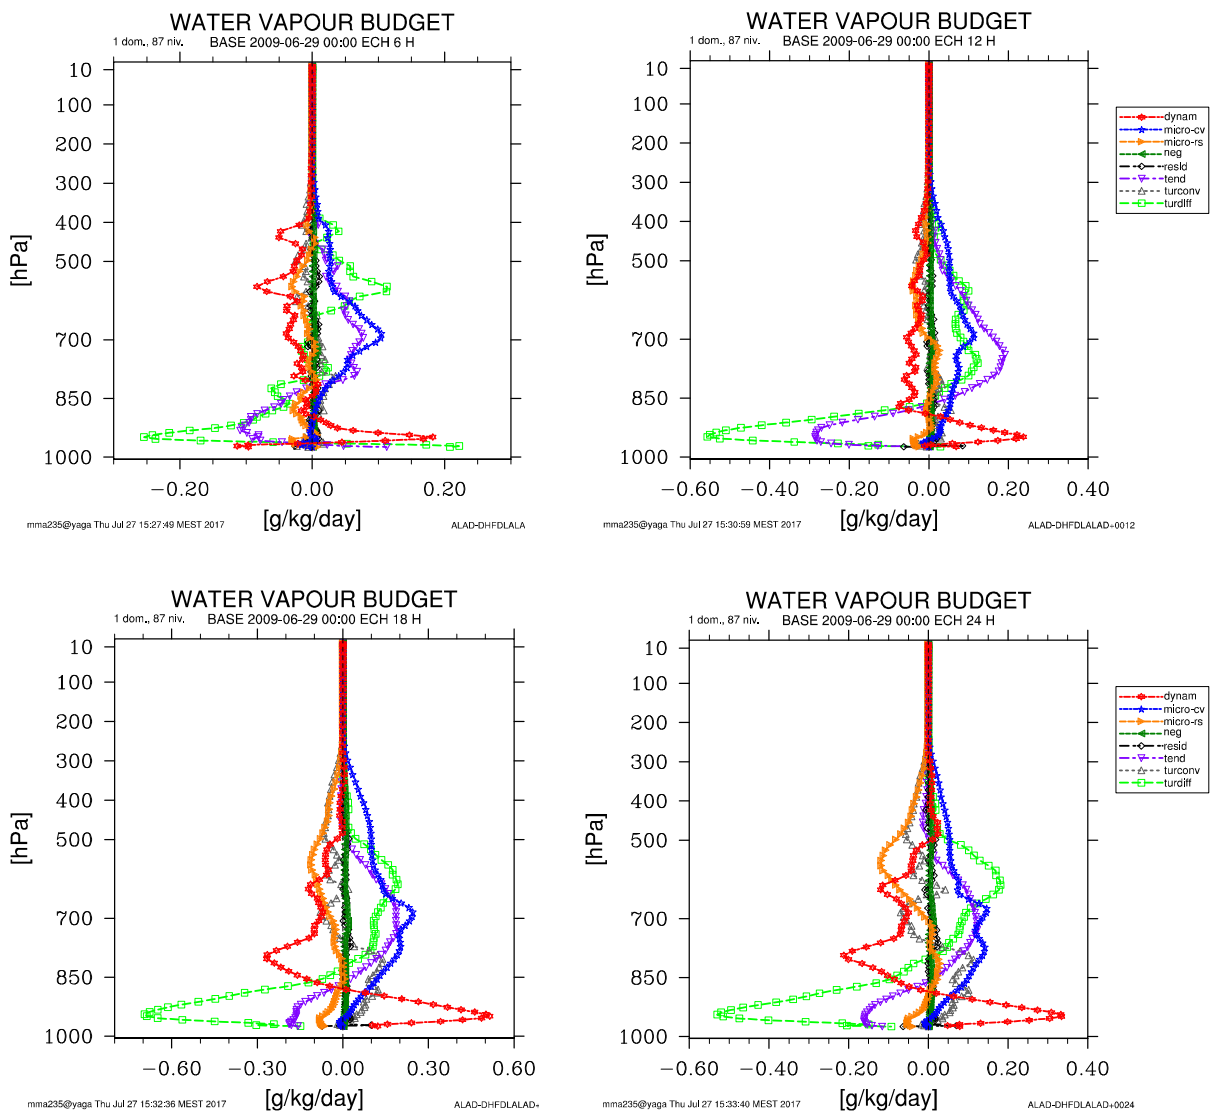 WATER VAPOUR BUDGET
1 dom., 87 niv.
BASE 2009-06-29 00:00 ECH 6 H
10
100
200
300
400
500
700
850
1000
[hPa]
−0.20
0.00
0.20
[g/kg/day]
mma235@yaga Thu Jul 27 15:27:49 MEST 2017
ALAD-DHFDLALA
WATER VAPOUR BUDGET
1 dom., 87 niv.
BASE 2009-06-29 00:00 ECH 12 H
10
100
200
300
400
500
700
850
1000
[hPa]
−0.60
−0.40
−0.20
0.00
0.20
0.40
[g/kg/day]
mma235@yaga Thu Jul 27 15:30:59 MEST 2017
ALAD-DHFDLALAD+0012
dynam
micro-cv
micro-rs
neg
resid
tend
turconv
turdiff
WATER VAPOUR BUDGET
1 dom., 87 niv.
BASE 2009-06-29 00:00 ECH 18 H
10
100
200
300
400
500
700
850
1000
[hPa]
−0.60
−0.30
0.00
0.30
0.60
[g/kg/day]
mma235@yaga Thu Jul 27 15:32:36 MEST 2017
ALAD-DHFDLALAD+
WATER VAPOUR BUDGET
1 dom., 87 niv.
BASE 2009-06-29 00:00 ECH 24 H
10
100
200
300
400
500
700
850
1000
[hPa]
−0.60
−0.40
−0.20
0.00
0.20
0.40
[g/kg/day]
mma235@yaga Thu Jul 27 15:33:40 MEST 2017
ALAD-DHFDLALAD+0024
dynam
micro-cv
micro-rs
neg
resid
tend
turconv
turdiff